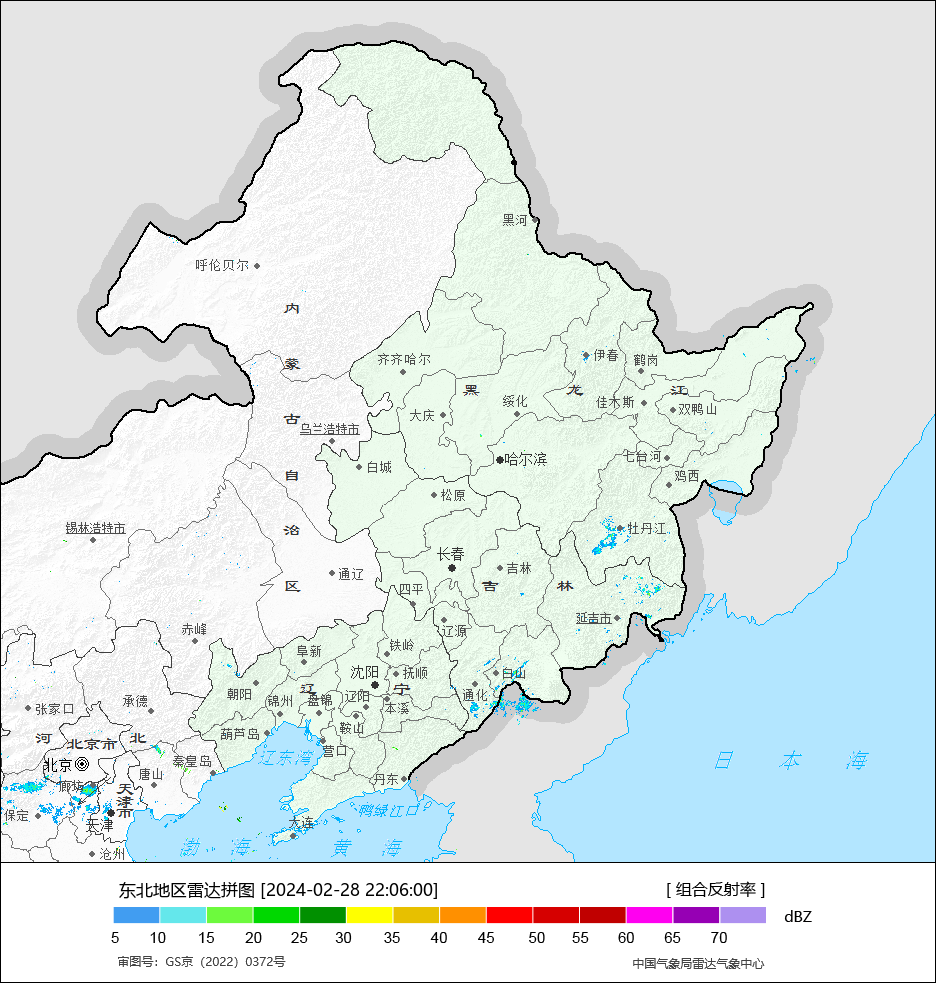 黑河
呼伦贝尔
内
蒙
古
自
治
区
齐齐哈尔
伊春
鹤岗
黑
龙
江
绥化
佳木斯
双鸭山
大庆
乌兰浩特市
哈尔滨
七台河
白城
鸡西
松原
锡林浩特市
牡丹江
长春
吉林
通辽
四平
吉
林
延吉市
赤峰
辽源
铁岭
阜新
沈阳
抚顺
白山
朝阳
辽
宁
通化
锦州
盘锦
辽阳
本溪
承德
张家口
葫芦岛
鞍山
河
北京市
北
营口
辽东湾
日
本
海
北京
秦皇岛
唐山
丹东
廊坊
天
津
市
保定
鸭绿江口
天津
大连
沧州
渤
海
黄
海
东北地区雷达拼图 [2024-02-28 22:06:00]
[ 组合反射率 ]
dBZ
5 10 15 20 25 30 35 40 45 50 55 60 65 70
审图号: GS京（2022）0372号
中国气象局雷达气象中心